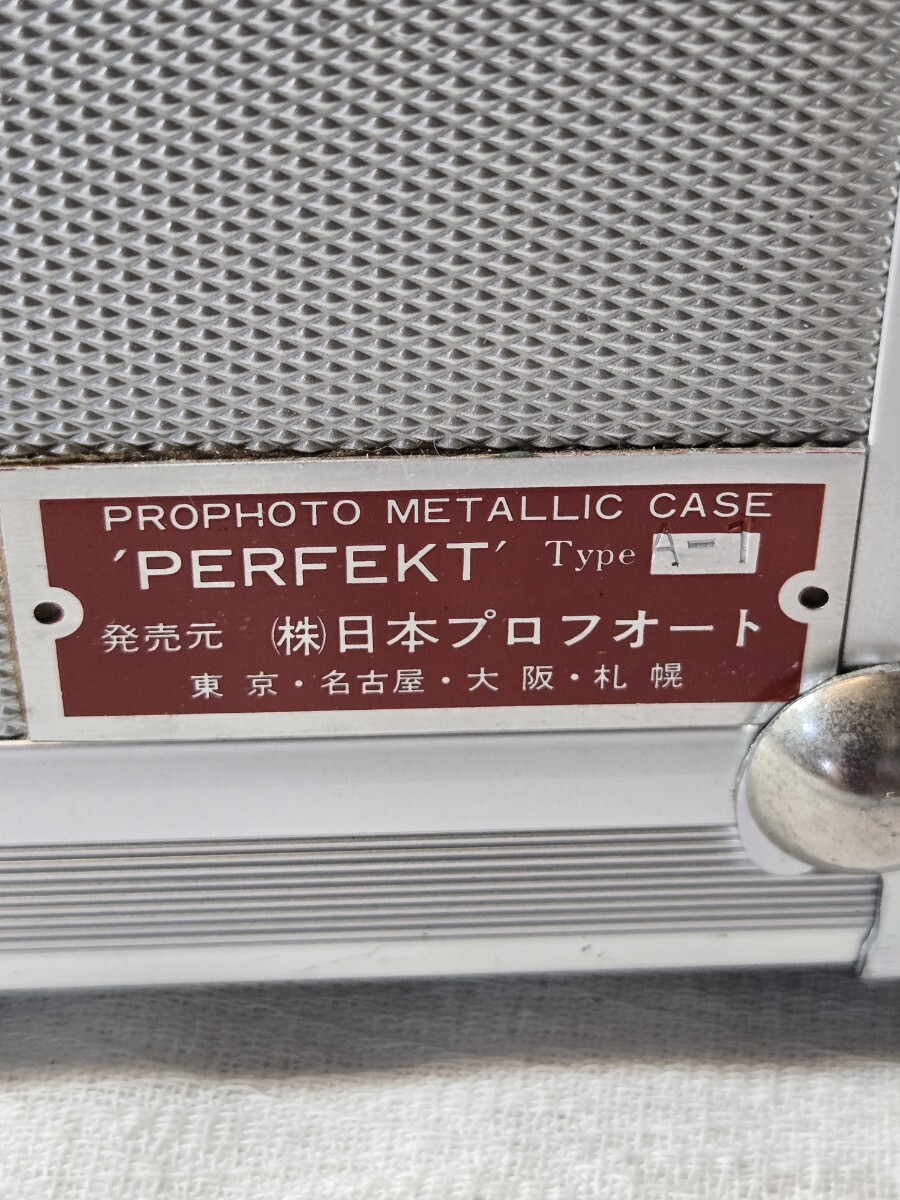 PROPHOTO METALLIC CASE
'PERFEKT' Type A-7
発売元 ㈱日本プロフオート
東京・名古屋・大阪・札幌